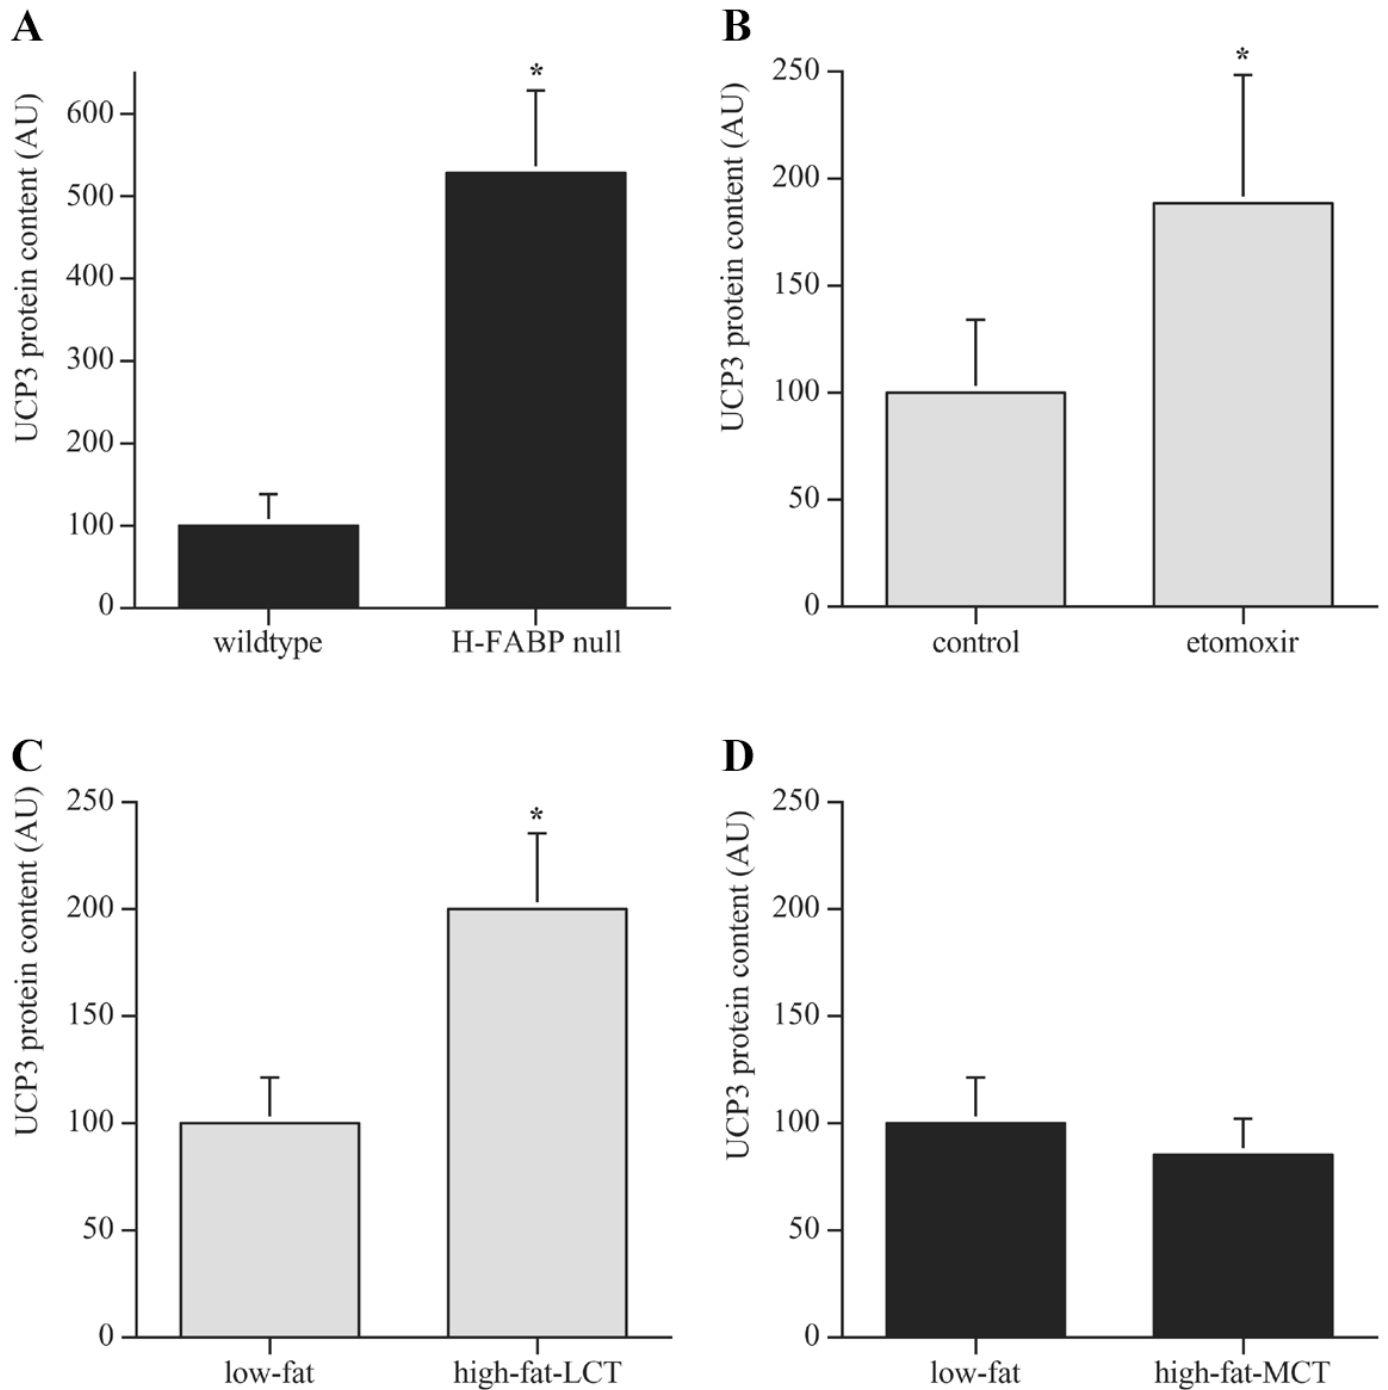 A
UCP3 protein content (AU)
600
500
400
300
200
100
0
*
wildtype
H-FABP null
B
UCP3 protein content (AU)
250
200
150
100
50
0
*
control
etomoxir
C
UCP3 protein content (AU)
250
200
150
100
50
0
*
low-fat
high-fat-LCT
D
UCP3 protein content (AU)
250
200
150
100
50
0
low-fat
high-fat-MCT